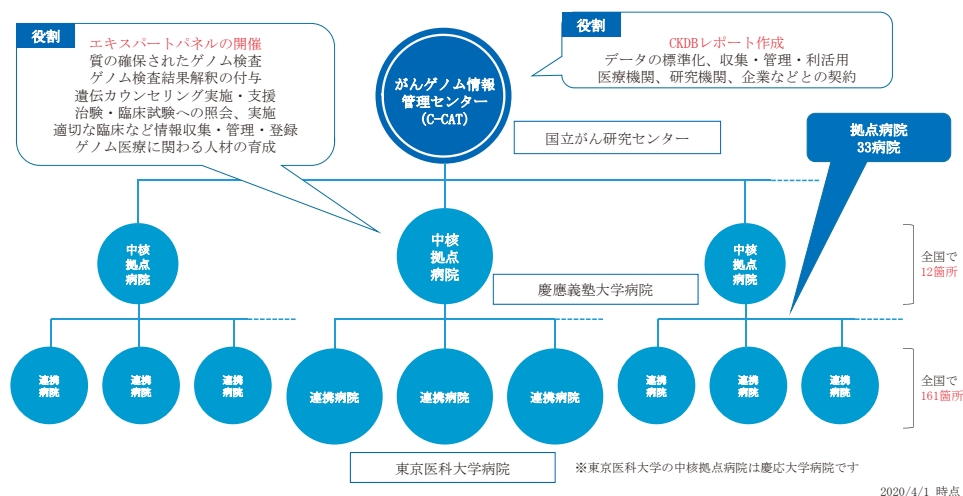 役割
エキスパートパネルの開催
質の確保されたゲノム検査
ゲノム検査結果解釈の付与
遺伝カウンセリング実施・支援
治験・臨床試験への照会、実施
適切な臨床など情報収集・管理・登録
ゲノム医療に関わる人材の育成
がんゲノム情報
管理センター
(C-CAT)
役割
CKDBレポート作成
データの標準化、収集・管理・利活用
医療機関、研究機関、企業などとの契約
国立がん研究センター
拠点病院
33病院
中核
拠点
病院
中核
拠点
病院
中核
拠点
病院
全国で
12箇所
慶應義塾大学病院
連携
病院
連携
病院
連携
病院
連携病院
連携病院
連携病院
連携
病院
連携
病院
連携
病院
全国で
161箇所
東京医科大学病院
※東京医科大学の中核拠点病院は慶応大学病院です
2020/4/1 時点